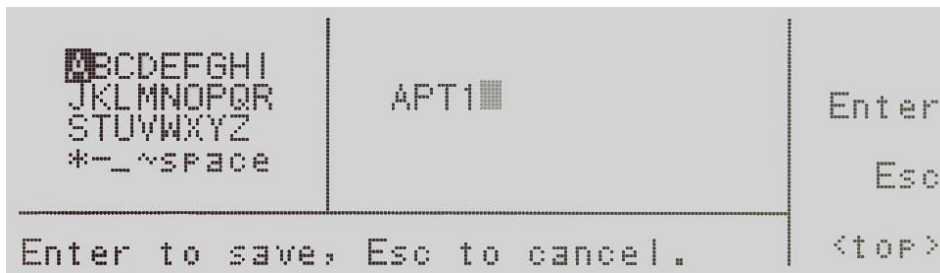 ABCDEFGHI
JKLMNOPQR
STUVWXYZ
*-_~space
APT1
Enter
Esc
<top>
Enter to save, Esc to cancel.